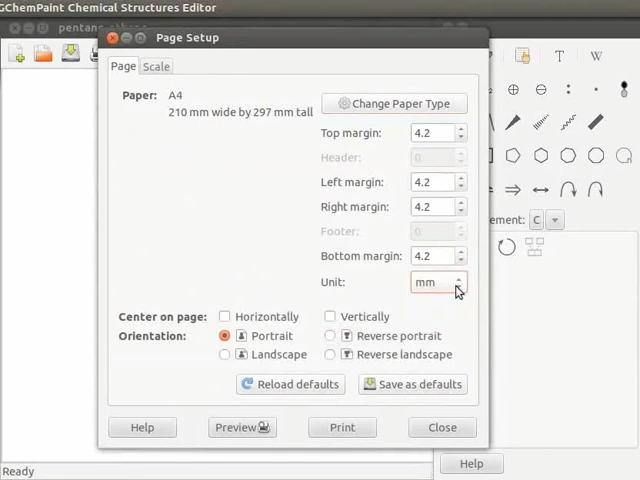 GChemPaint Chemical Structures Editor
pentane-ethane
Page Setup
Page Scale
Paper: A4
210 mm wide by 297 mm tall
Change Paper Type
Top margin: 4.2
Header: 0
Left margin: 4.2
Right margin: 4.2
Footer: 0
Bottom margin: 4.2
Unit: mm
Center on page: Horizontally Vertically
Orientation: Portrait Reverse portrait
Landscape Reverse landscape
Reload defaults Save as defaults
Help Preview Print Close
T W
ement: C
Help
Ready